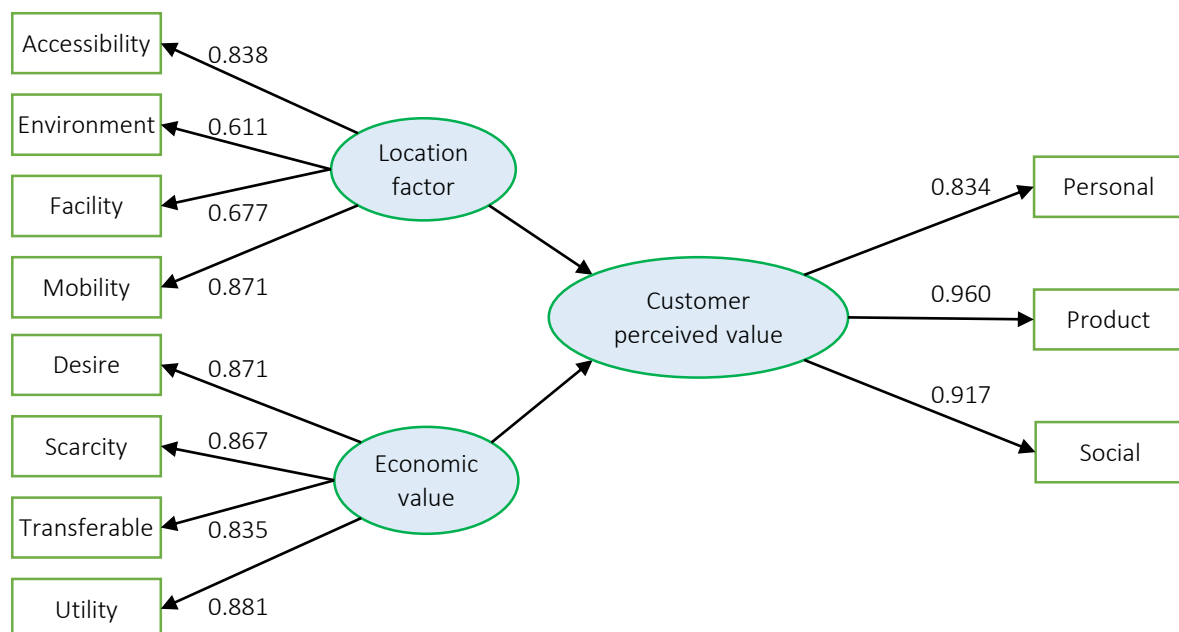 Accessibility
0.838
Environment
0.611
Facility
0.677
Mobility
0.871
Location
factor
Desire
0.871
Scarcity
0.867
Transferable
0.835
Utility
0.881
Economic
value
Customer
perceived value
0.834
Personal
0.960
Product
0.917
Social